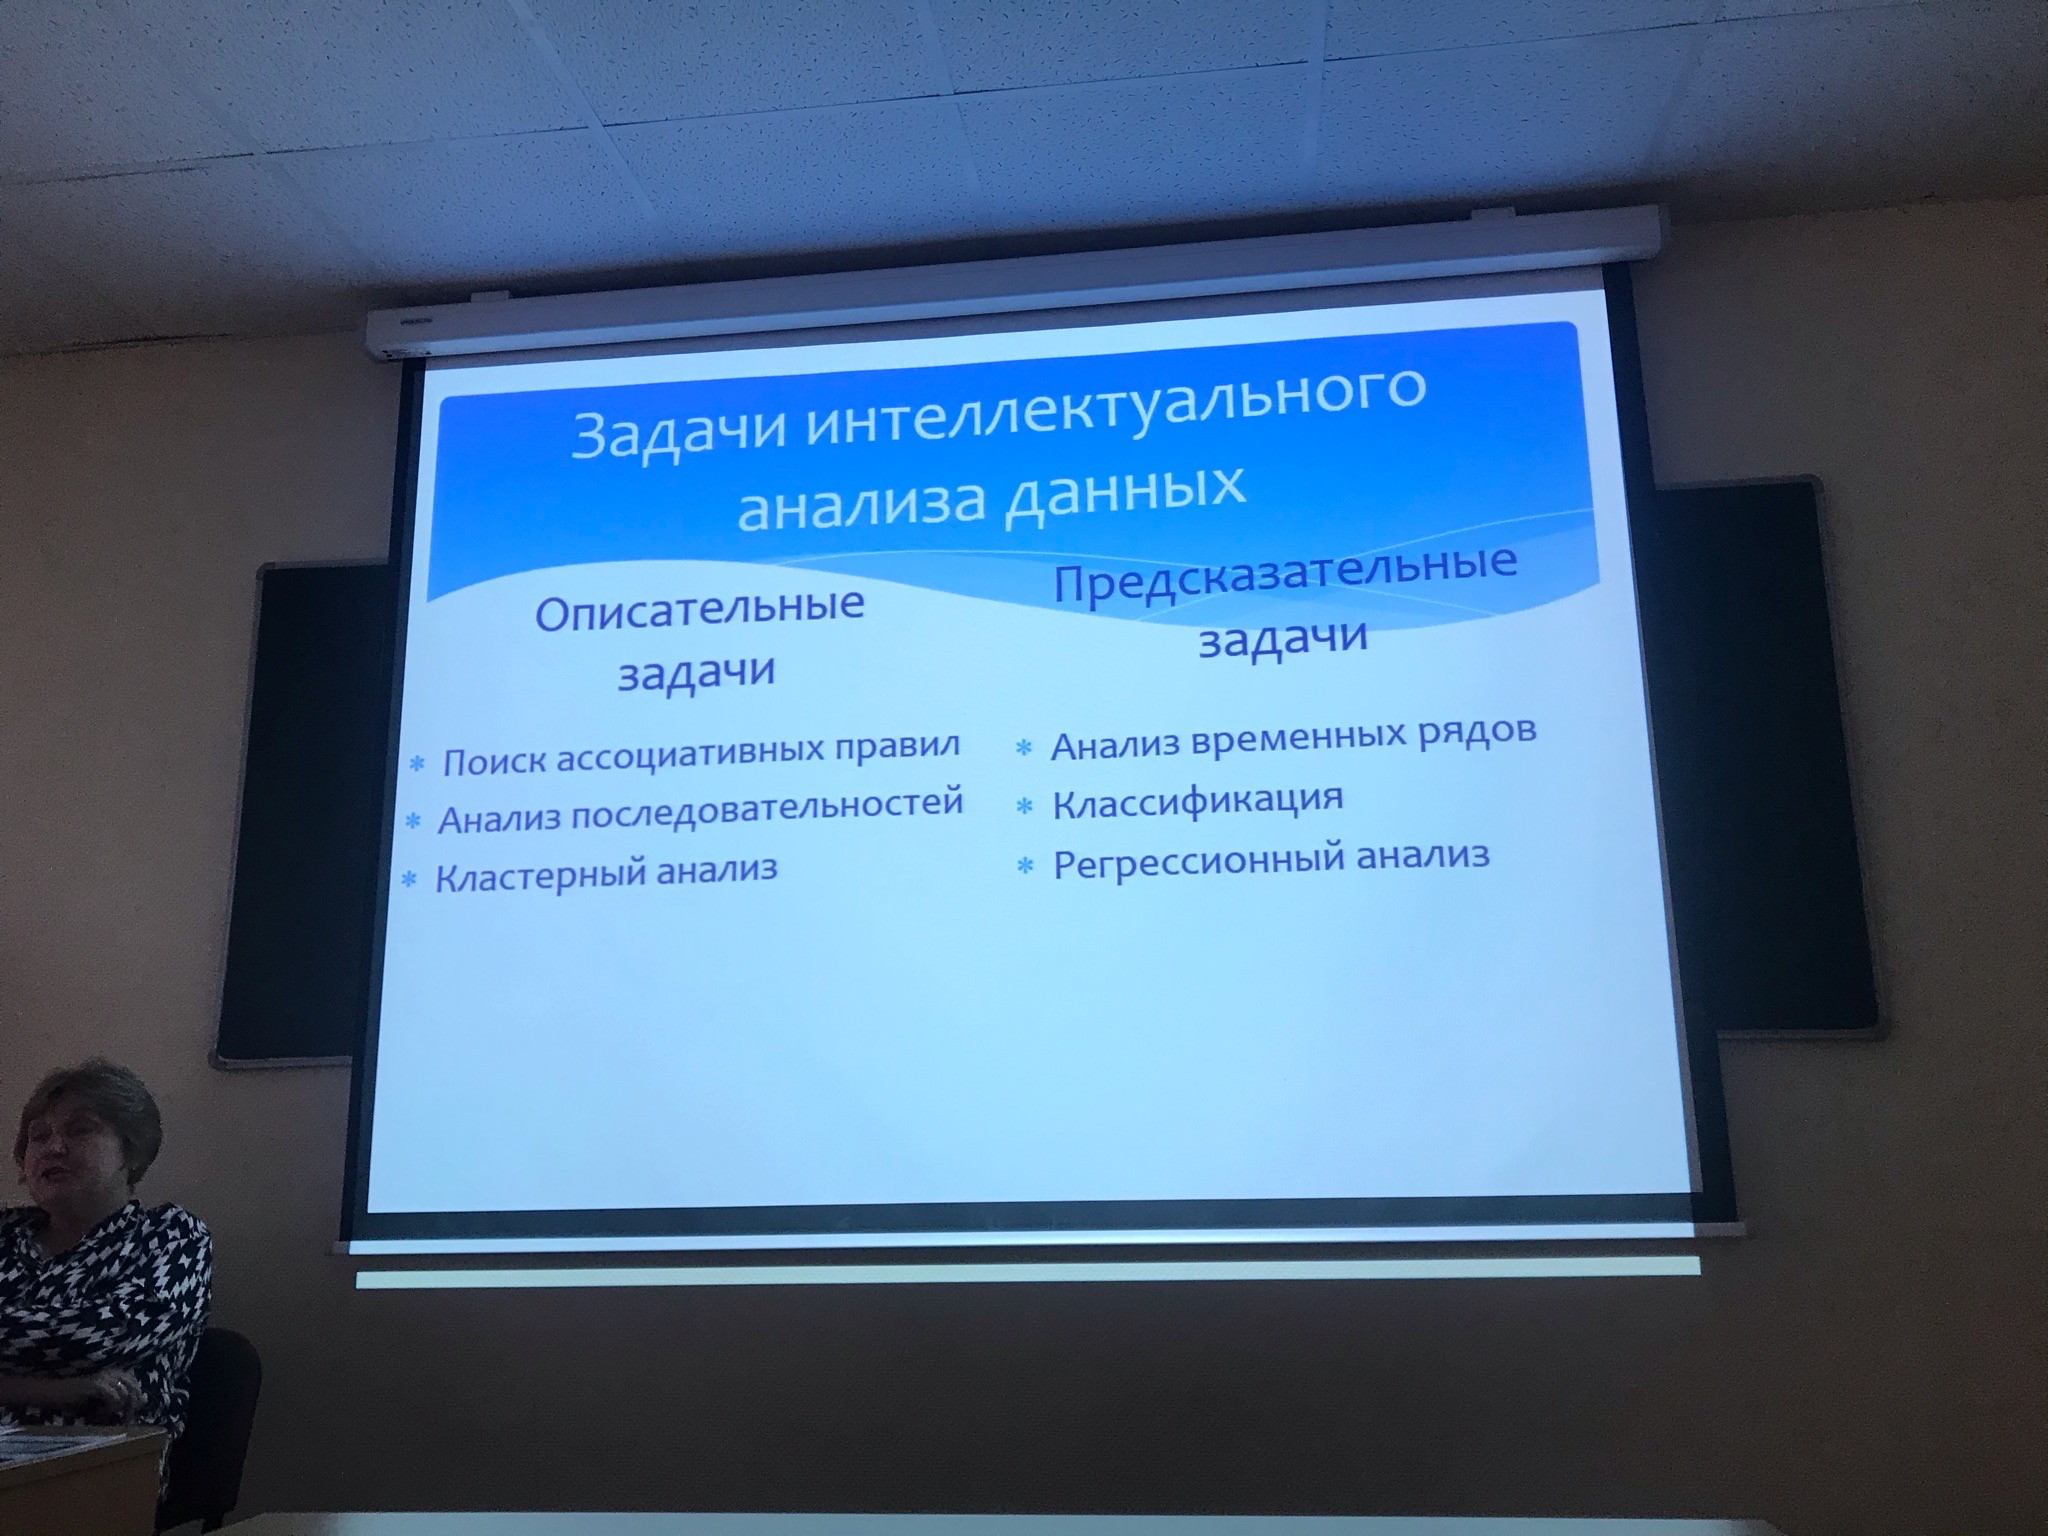 Задачи интеллектуального
анализа данных
Описательные
задачи
* Поиск ассоциативных правил
* Анализ последовательностей
* Кластерный анализ
Предсказательные
задачи
* Анализ временных рядов
* Классификация
* Регрессионный анализ